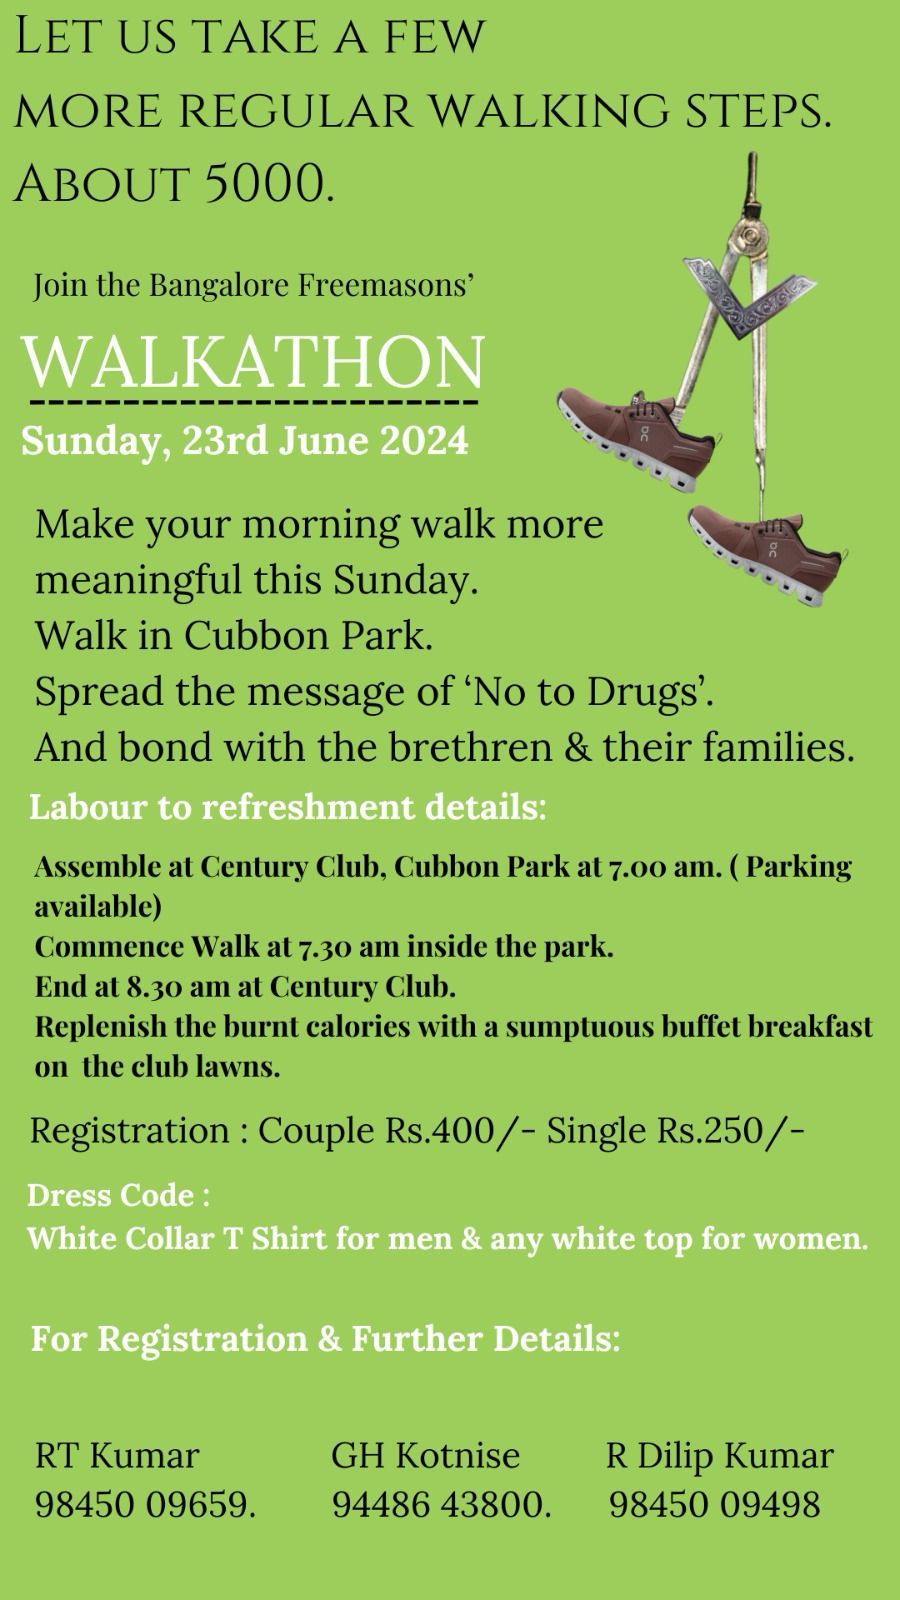 Let us take a few
more regular walking steps.
About 5000.
Join the Bangalore Freemasons’
WALKATHON
Sunday, 23rd June 2024
Make your morning walk more
meaningful this Sunday.
Walk in Cubbon Park.
Spread the message of ‘No to Drugs’.
And bond with the brethren & their families.
Labour to refreshment details:
Assemble at Century Club, Cubbon Park at 7.00 am. ( Parking
available)
Commence Walk at 7.30 am inside the park.
End at 8.30 am at Century Club.
Replenish the burnt calories with a sumptuous buffet breakfast
on the club lawns.
Registration : Couple Rs.400/- Single Rs.250/-
Dress Code :
White Collar T Shirt for men & any white top for women.
For Registration & Further Details:
RT Kumar GH Kotnise R Dilip Kumar
98450 09659. 94486 43800. 98450 09498